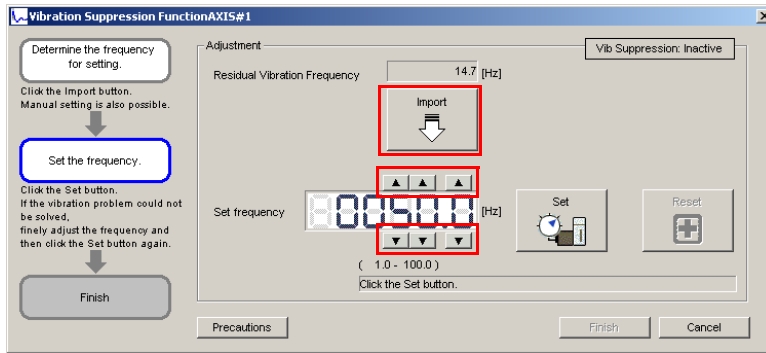 Vibration Suppression FunctionAXIS#1
Determine the frequency
for setting.
Click the Import button.
Manual setting is also possible.
Set the frequency.
Click the Set button.
If the vibration problem could not
be solved,
finely adjust the frequency and
then click the Set button again.
Finish
Adjustment
Vib Suppression: Inactive
Residual Vibration Frequency
14.7 [Hz]
Import
Set frequency
0050.0 [Hz]
Set
Reset
( 1.0 - 100.0 )
Click the Set button.
Precautions
Finish
Cancel